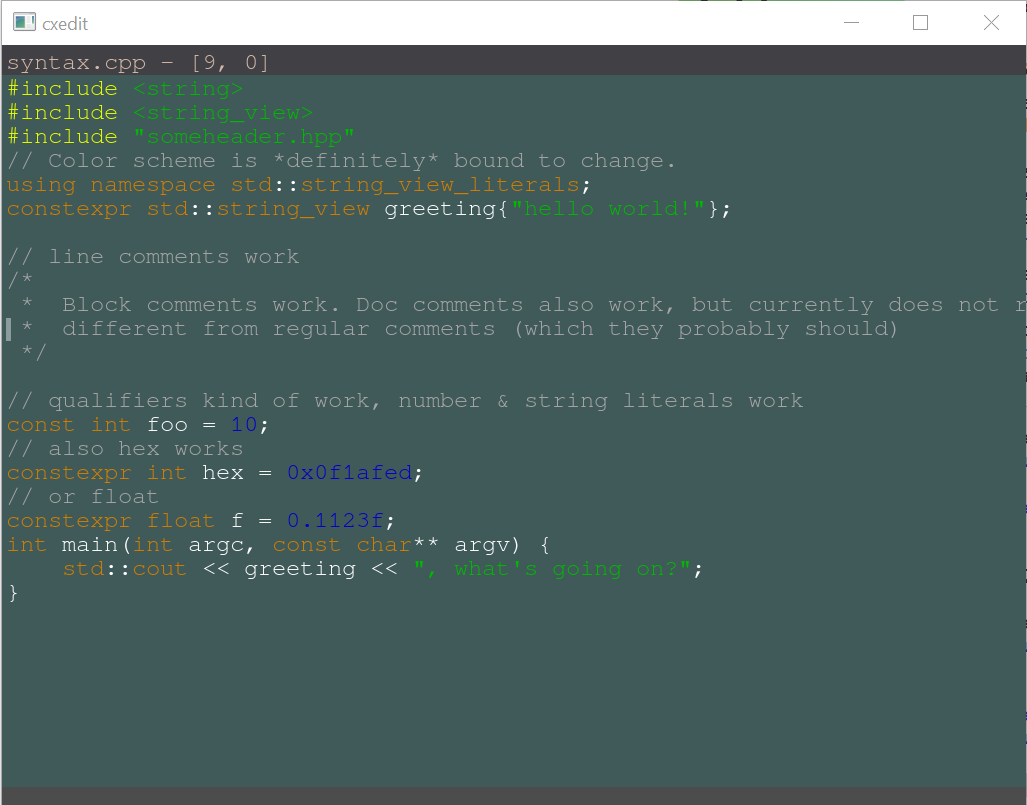 cxedit
syntax.cpp - [9, 0]
#include <string>
#include <string_view>
#include "someheader.hpp"
// Color scheme is *definitely* bound to change.
using namespace std::string_view_literals;
constexpr std::string_view greeting{"hello world!"};
// line comments work
/*
 *  Block comments work. Doc comments also work, but currently does not
 *  different from regular comments (which they probably should)
 */
// qualifiers kind of work, number & string literals work
const int foo = 10;
// also hex works
constexpr int hex = 0x0f1afed;
// or float
constexpr float f = 0.1123f;
int main(int argc, const char** argv) {
    std::cout << greeting << ", what's going on?";
}